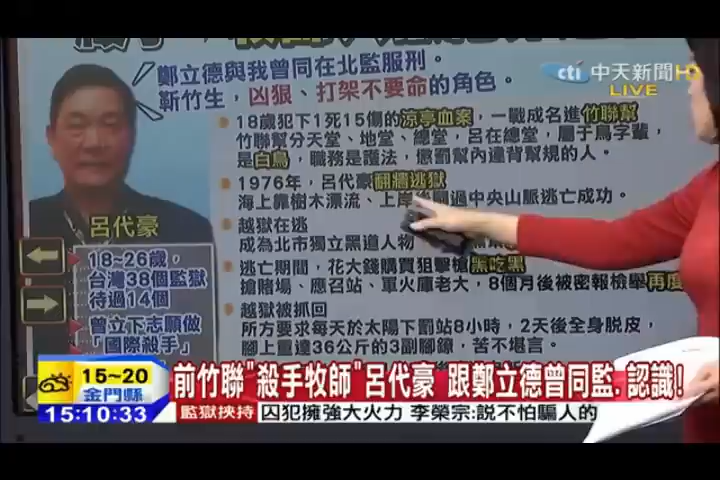 cti 中天新聞HD
LIVE
鄭立德與我曾同在北監服刑。
靳竹生，凶狠、打架不要命的角色。
18歲犯下1死15傷的涼亭血案，一戰成名進竹聯幫
竹聯幫分天堂、地堂、總堂，呂在總堂，屬于鳥字輩，
是白鳥，職務是護法，懲罰幫內違背幫規的人。
1976年，呂代豪翻牆逃獄
海上靠樹木漂流、上岸後翻過中央山脈逃亡成功。
越獄在逃
成為北市獨立黑道人物
逃亡期間，花大錢購買狙擊槍黑吃黑
搶賭場、應召站、軍火庫老大，8個月後被密報檢舉再度
越獄被抓回
所方要求每天於太陽下罰站8小時，2天後全身脫皮，
腳上重達36公斤的3副腳鐐，苦不堪言。
呂代豪
18~26歲，
台灣38個監獄
待過14個
曾立下志願做
「國際殺手」
15~20
金門縣
15:10:33
前竹聯"殺手牧師"呂代豪 跟鄭立德曾同監.認識!
監獄挾持
囚犯擁強大火力 李榮宗:說不怕騙人的